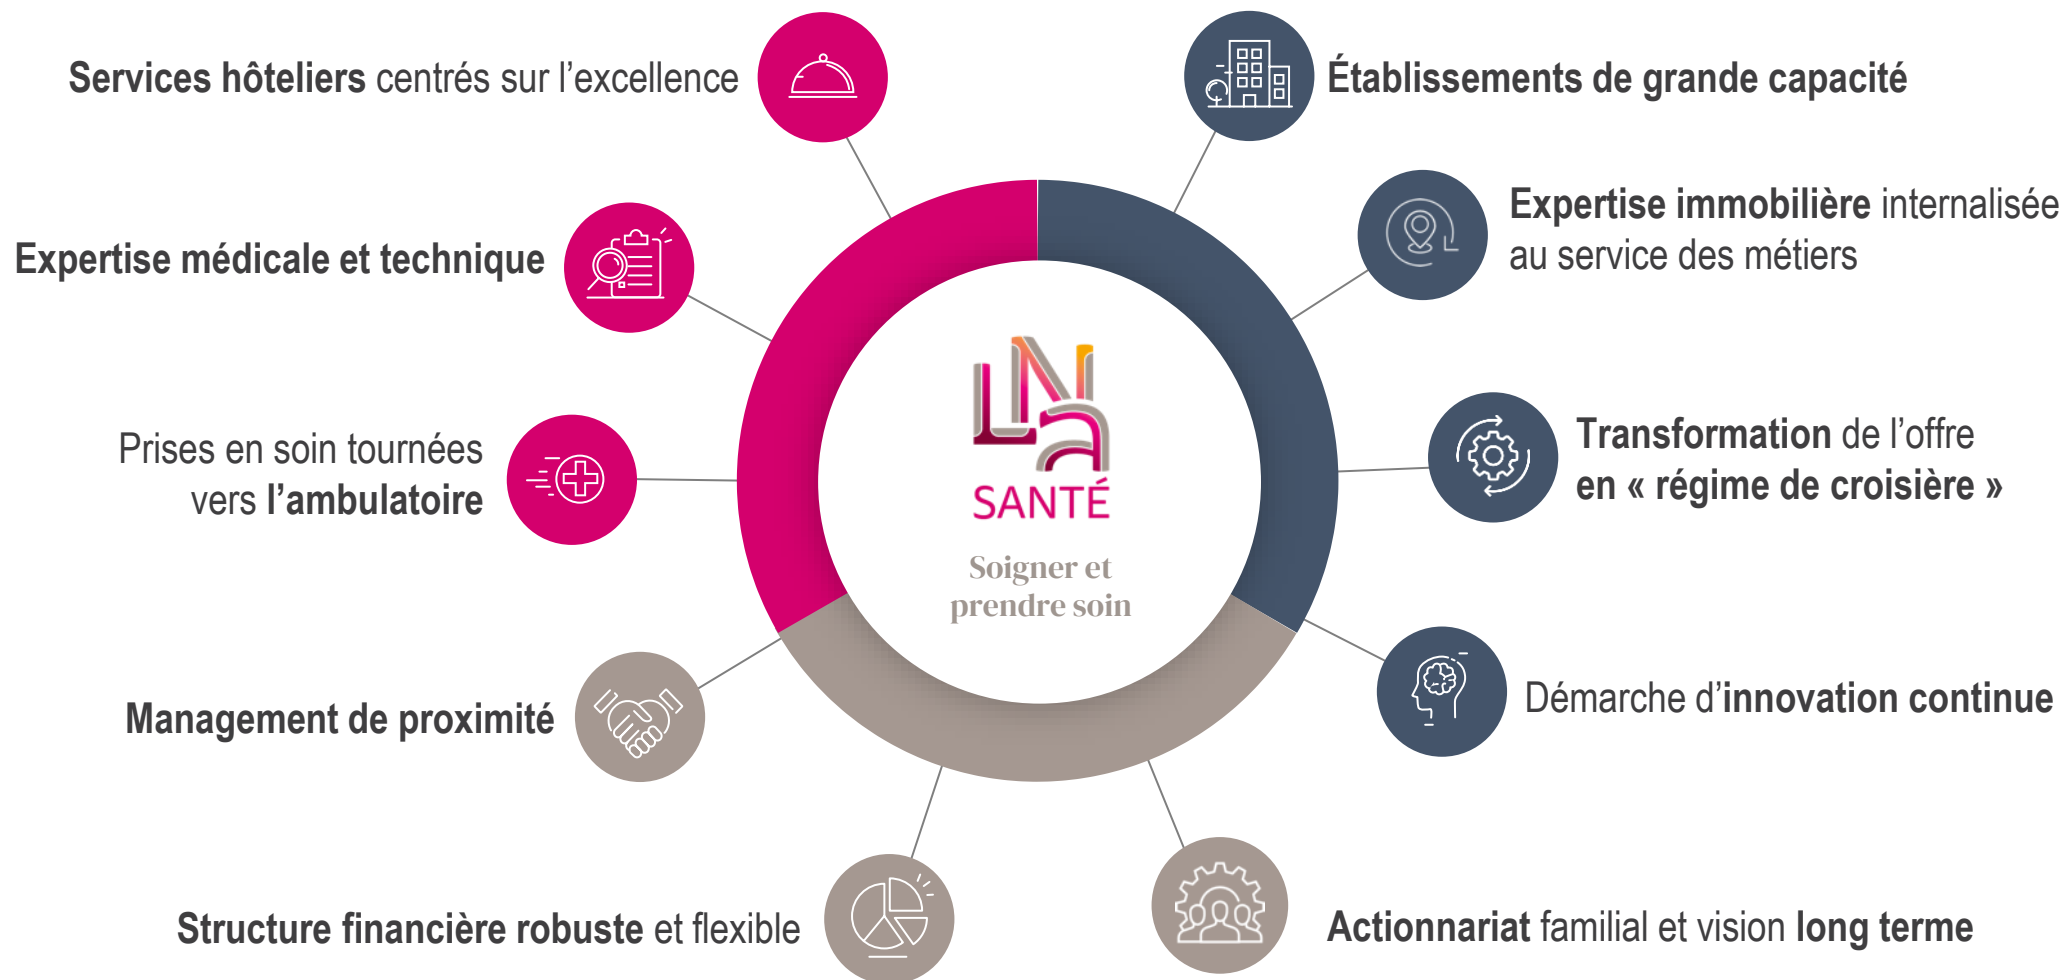 Services hôteliers centrés sur l’excellence
Expertise médicale et technique
Prises en soin tournées
vers l’ambulatoire
Management de proximité
Structure financière robuste et flexible
LNa
SANTÉ
Soigner et
prendre soin
Établissements de grande capacité
Expertise immobilière internalisée
au service des métiers
Transformation de l’offre
en « régime de croisière »
Démarche d’innovation continue
Actionnariat familial et vision long terme